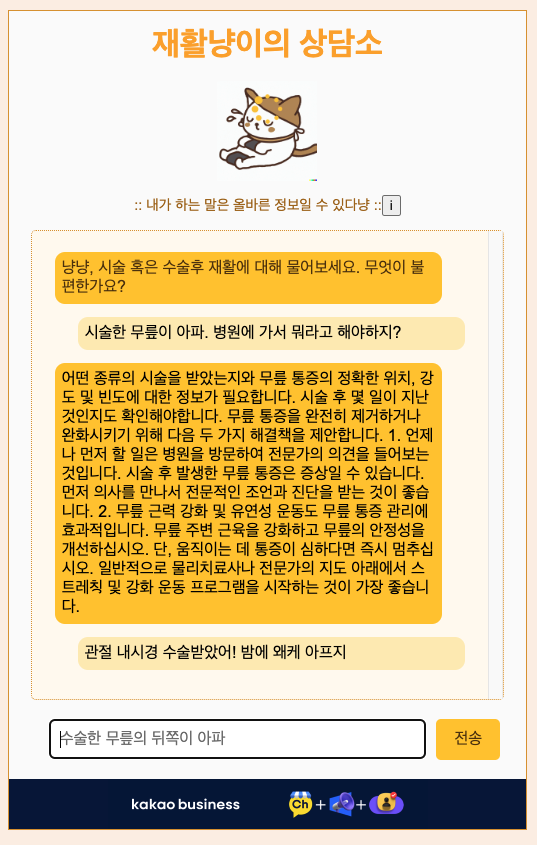 재활냥이의 상담소
:: 내가 하는 말은 올바른 정보일 수 있다냥 :: i
냥냥, 시술 혹은 수술후 재활에 대해 물어보세요. 무엇이 불
편한가요?
시술한 무릎이 아파. 병원에 가서 뭐라고 해야하지?
어떤 종류의 시술을 받았는지와 무릎 통증의 정확한 위치, 강
도 및 빈도에 대한 정보가 필요합니다. 시술 후 몇 일이 지난
것인지도 확인해야합니다. 무릎 통증을 완전히 제거하거나
완화시키기 위해 다음 두 가지 해결책을 제안합니다. 1. 언제
나 먼저 할 일은 병원을 방문하여 전문가의 의견을 들어보는
것입니다. 시술 후 발생한 무릎 통증은 증상일 수 있습니다.
먼저 의사를 만나서 전문적인 조언과 진단을 받는 것이 좋습
니다. 2. 무릎 근력 강화 및 유연성 운동도 무릎 통증 관리에
효과적입니다. 무릎 주변 근육을 강화하고 무릎의 안정성을
개선하십시오. 단, 움직이는 데 통증이 심하다면 즉시 멈추십
시오. 일반적으로 물리치료사나 전문가의 지도 아래에서 스
트레칭 및 강화 운동 프로그램을 시작하는 것이 가장 좋습니
다.
관절 내시경 수술받았어! 밤에 왜케 아프지
수술한 무릎의 뒤쪽이 아파
전송
kakao business Ch + +